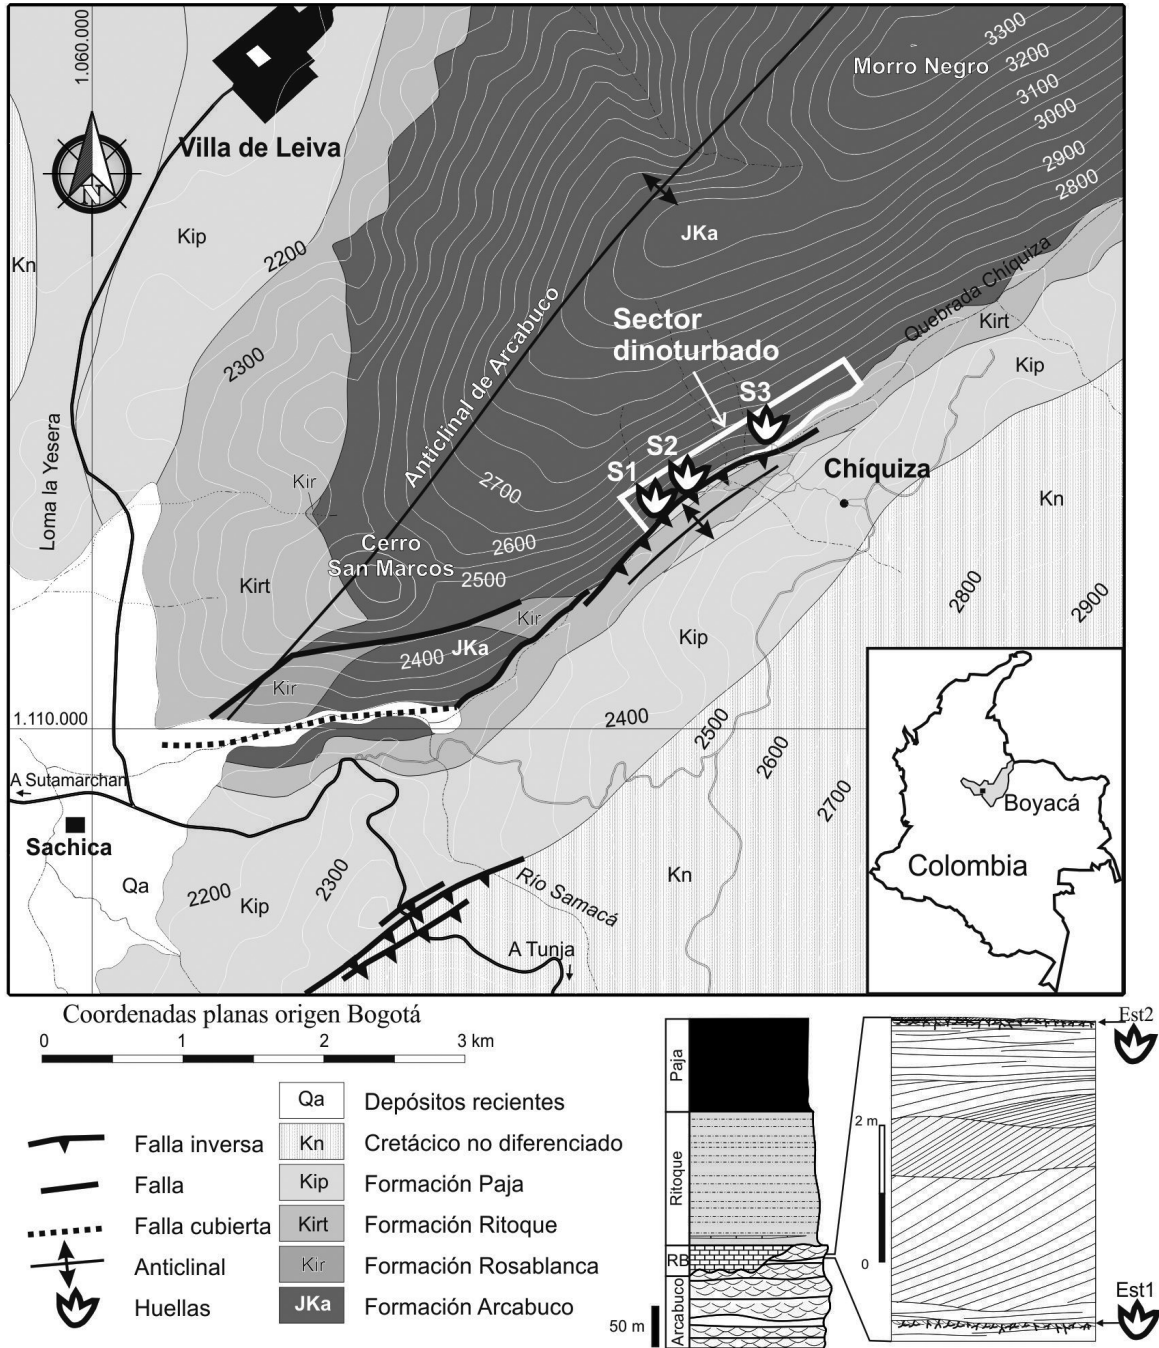 1.060.000
3300
Morro Negro
3200
3100
3000
2900
2800
Villa de Leiva
N
Kip
JKa
2200
Kn
Quebrada Chíquiza
Sector
dinoturbado
Kirt
Kip
2300
Anticlinal de Arcabuco
S3
S2
S1
Chíquiza
Loma la Yesera
Kir
2700
Kn
2600
Cerro
San Marcos
2500
Kirt
2800
2900
Kir
Kip
JKa
2400
Kir
1.110.000
2400
2500
2600
2700
A Sutamarchan
Sachica
Qa
2200
2300
Kip
Río Samacá
Kn
A Tunja
Boyacá
Colombia
Coordenadas planas origen Bogotá
0 1 2 3 km
Qa Depósitos recientes
Falla inversa Kn Cretácico no diferenciado
Falla Kip Formación Paja
Falla cubierta Kirt Formación Ritoque
Anticlinal Kir Formación Rosablanca
Huellas JKa Formación Arcabuco
Paja
Ritoque
RB
Arcabuco
50 m
Est2
2 m
0
Est1